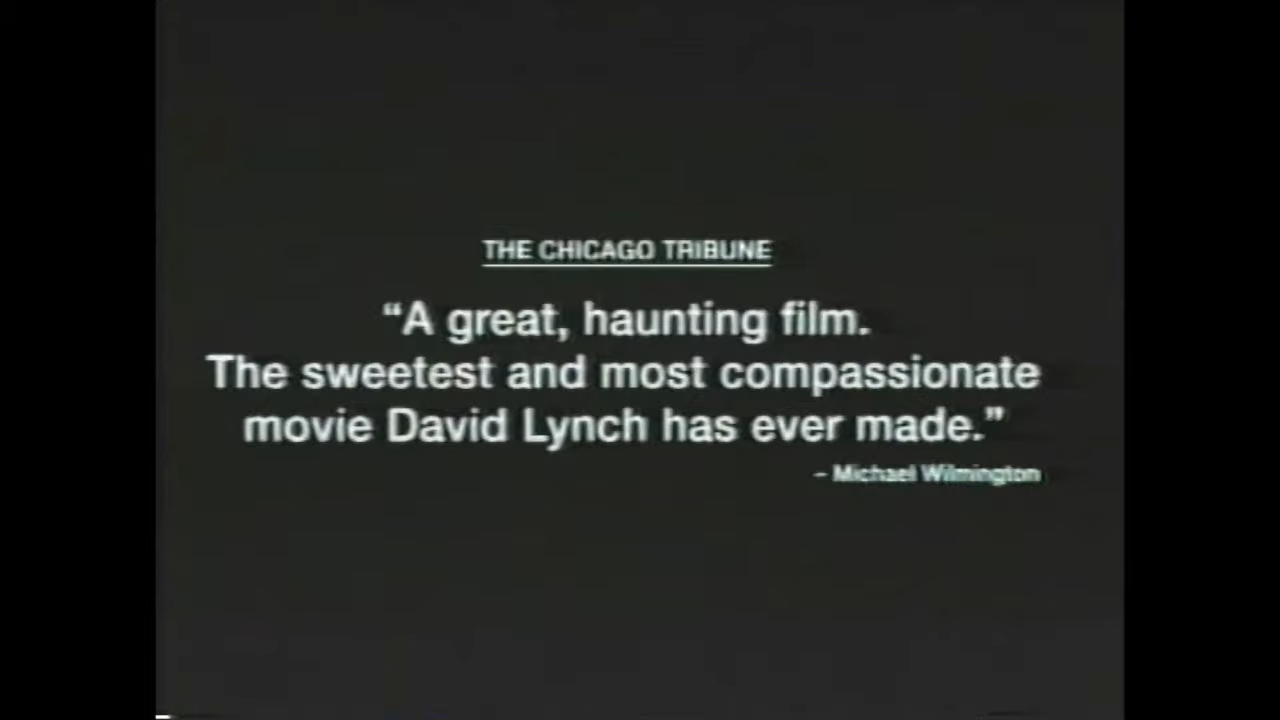 THE CHICAGO TRIBUNE
“A great, haunting film.
The sweetest and most compassionate
movie David Lynch has ever made.”
– Michael Wilmington